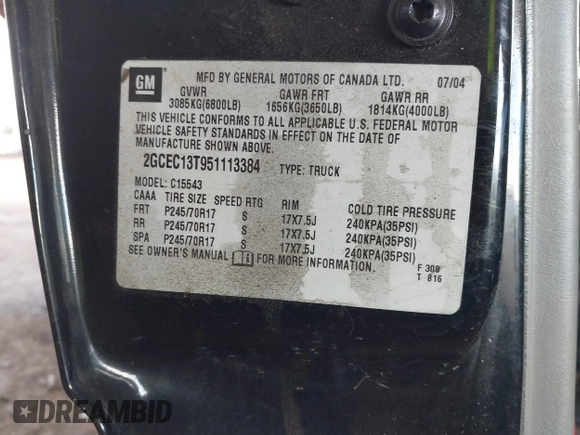 GM
MFD BY GENERAL MOTORS OF CANADA LTD. 07/04
GVWR GAWR FRT GAWR RR
3085KG(6800LB) 1656KG(3650LB) 1814KG(4000LB)
THIS VEHICLE CONFORMS TO ALL APPLICABLE U.S. FEDERAL MOTOR
VEHICLE SAFETY STANDARDS IN EFFECT ON THE DATE OF
MANUFACTURE SHOWN ABOVE.
2GCEC13T951113384 TYPE: TRUCK
MODEL: C15543
CAAA TIRE SIZE SPEED RTG RIM COLD TIRE PRESSURE
FRT P245/70R17 S 17X7.5J 240KPA(35PSI)
RR P245/70R17 S 17X7.5J 240KPA(35PSI)
SPA P245/70R17 S 17X7.5J 240KPA(35PSI)
SEE OWNER'S MANUAL FOR MORE INFORMATION.
F 308
T 816
DREAMBID